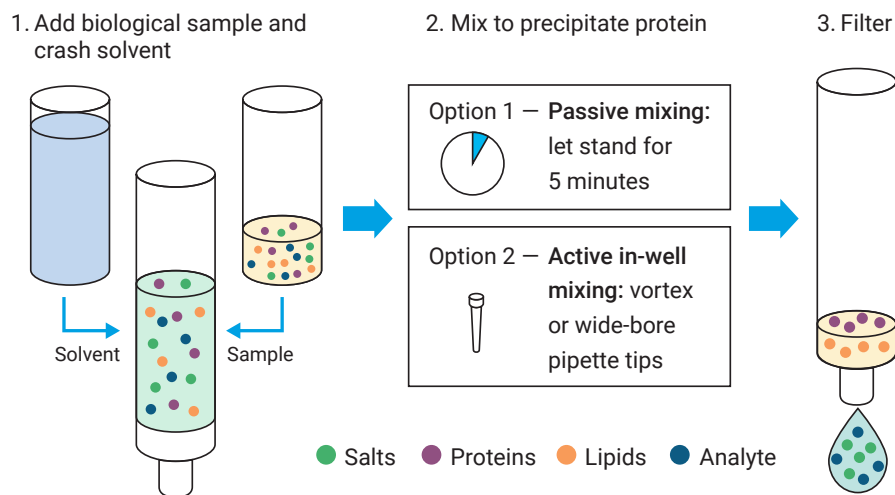 1. Add biological sample and
crash solvent
2. Mix to precipitate protein
3. Filter
Option 1 — Passive mixing:
let stand for
5 minutes
Option 2 — Active in-well
mixing: vortex
or wide-bore
pipette tips
Solvent
Sample
Salts
Proteins
Lipids
Analyte